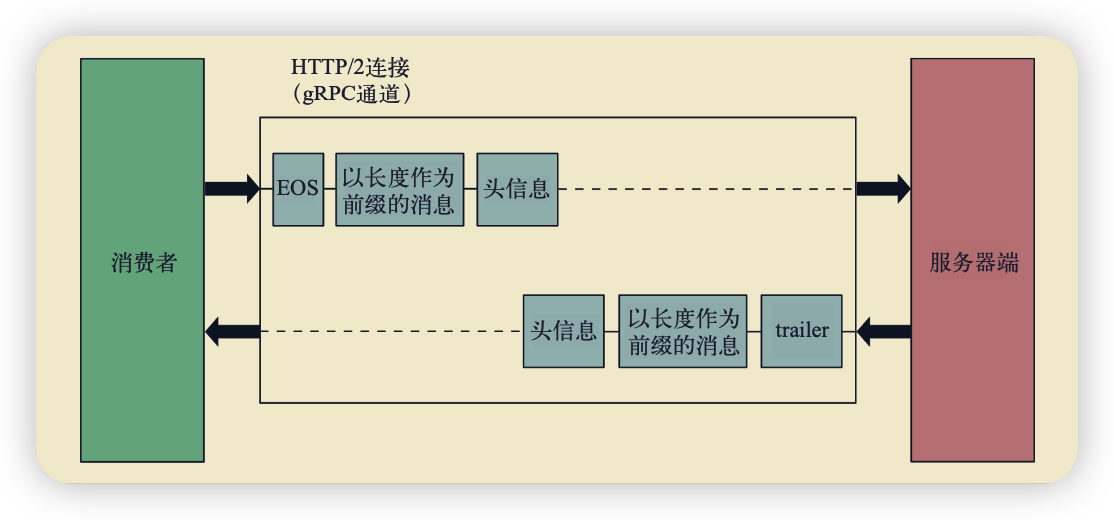 HTTP/2连接
（gRPC通道）
EOS
以长度作为
前缀的消息
头信息
消费者
服务器端
头信息
以长度作为
前缀的消息
trailer